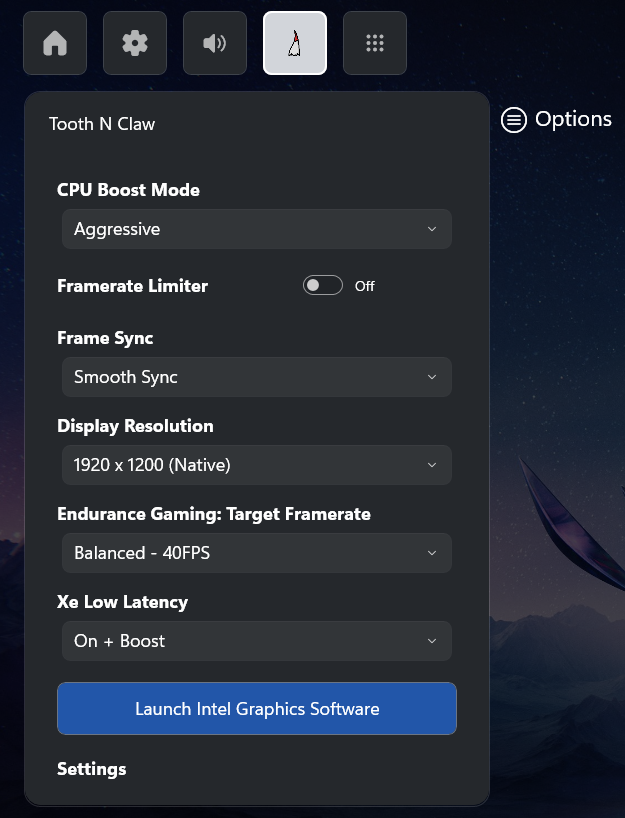 Tooth N Claw
Options
CPU Boost Mode
Aggressive
Framerate Limiter
Off
Frame Sync
Smooth Sync
Display Resolution
1920 x 1200 (Native)
Endurance Gaming: Target Framerate
Balanced - 40FPS
Xe Low Latency
On + Boost
Launch Intel Graphics Software
Settings